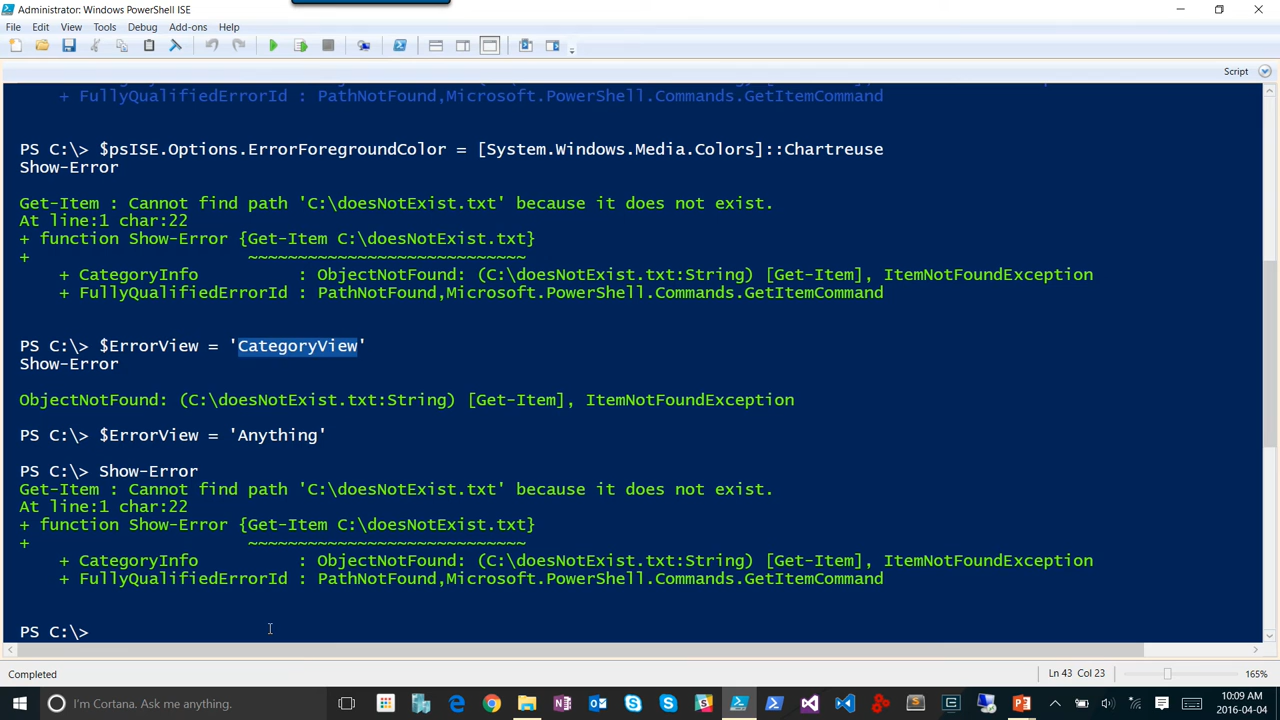 Administrator: Windows PowerShell ISE
File Edit View Tools Debug Add-ons Help
Script
+ FullyQualifiedErrorId : PathNotFound,Microsoft.PowerShell.Commands.GetItemCommand
PS C:\> $psISE.Options.ErrorForegroundColor = [System.Windows.Media.Colors]::Chartreuse
Show-Error
Get-Item : Cannot find path 'C:\doesNotExist.txt' because it does not exist.
At line:1 char:22
+ function Show-Error {Get-Item C:\doesNotExist.txt}
+                      ~~~~~~~~~~~~~~~~~~~~~~~~~~~~
+ CategoryInfo          : ObjectNotFound: (C:\doesNotExist.txt:String) [Get-Item], ItemNotFoundException
+ FullyQualifiedErrorId : PathNotFound,Microsoft.PowerShell.Commands.GetItemCommand
PS C:\> $ErrorView = 'CategoryView'
Show-Error
ObjectNotFound: (C:\doesNotExist.txt:String) [Get-Item], ItemNotFoundException
PS C:\> $ErrorView = 'Anything'
PS C:\> Show-Error
Get-Item : Cannot find path 'C:\doesNotExist.txt' because it does not exist.
At line:1 char:22
+ function Show-Error {Get-Item C:\doesNotExist.txt}
+                      ~~~~~~~~~~~~~~~~~~~~~~~~~~~~
+ CategoryInfo          : ObjectNotFound: (C:\doesNotExist.txt:String) [Get-Item], ItemNotFoundException
+ FullyQualifiedErrorId : PathNotFound,Microsoft.PowerShell.Commands.GetItemCommand
PS C:\>
Completed
Ln 43 Col 23
165%
I'm Cortana. Ask me anything.
10:09 AM
2016-04-04